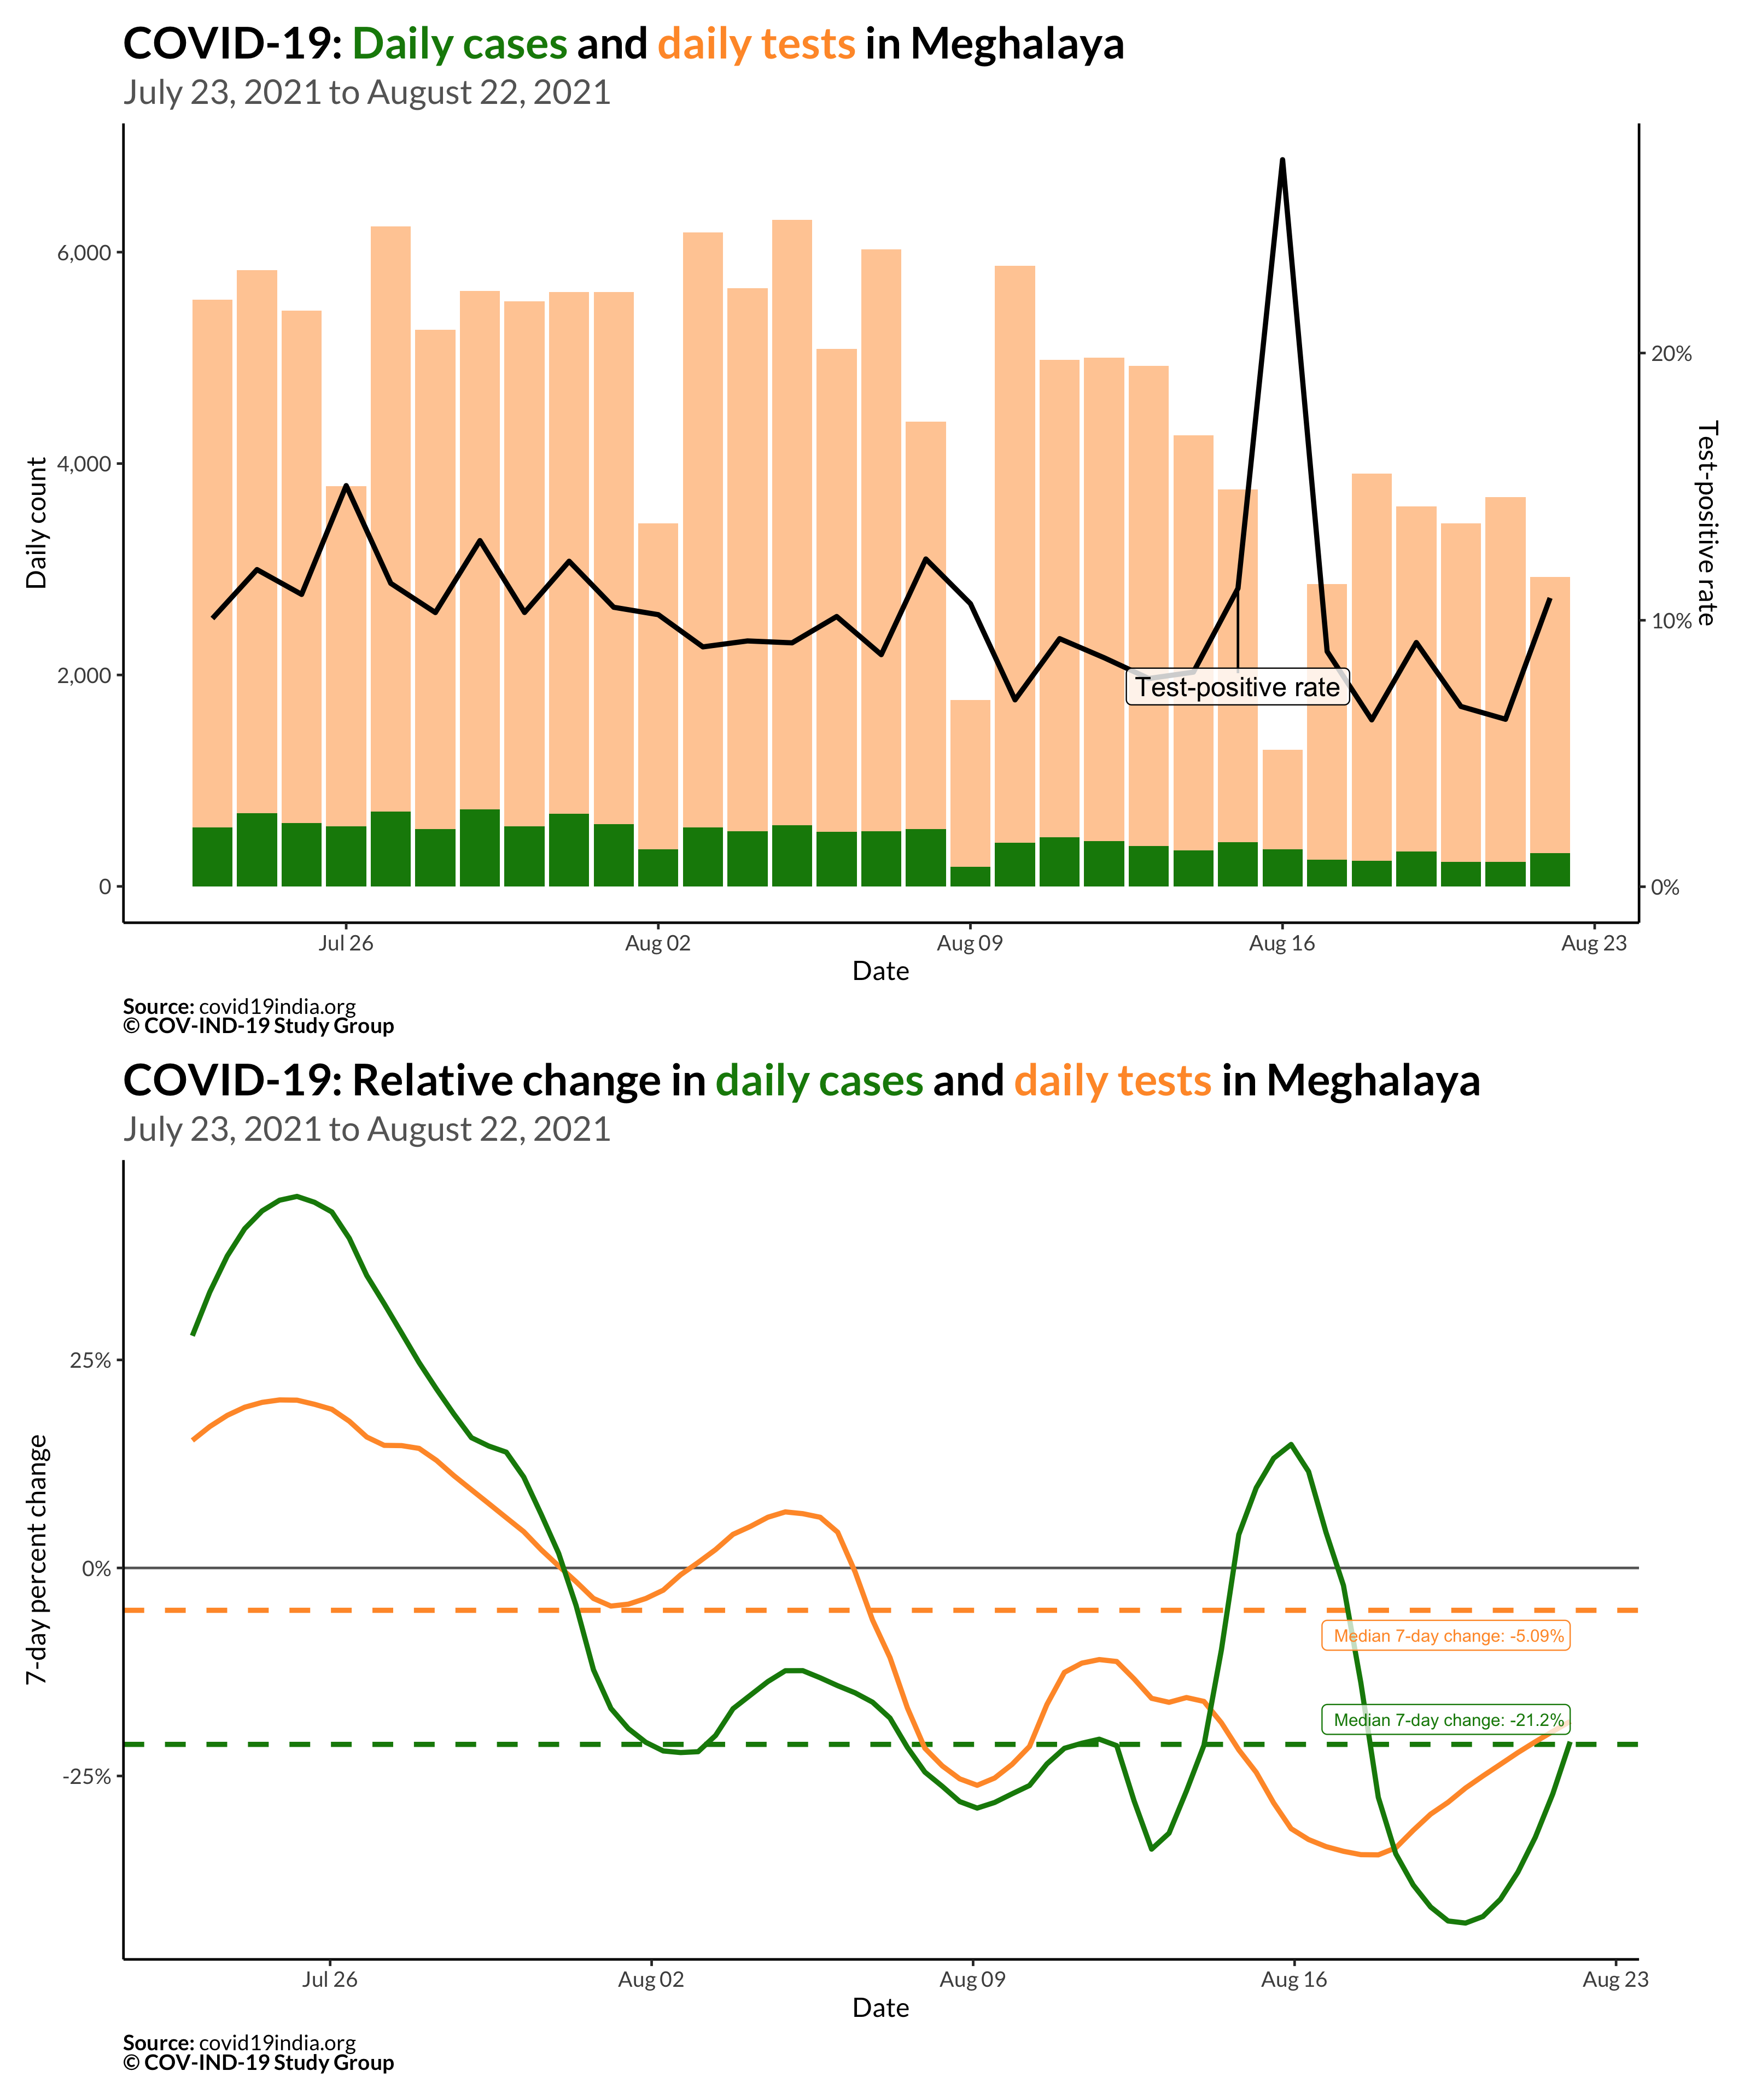 COVID-19: Daily cases and daily tests in Meghalaya
July 23, 2021 to August 22, 2021
Daily count
6,000
4,000
2,000
0
20%
10%
0%
Test-positive rate
Test-positive rate
Jul 26
Aug 02
Aug 09
Aug 16
Aug 23
Date
Source: covid19india.org
© COV-IND-19 Study Group
COVID-19: Relative change in daily cases and daily tests in Meghalaya
July 23, 2021 to August 22, 2021
7-day percent change
25%
0%
-25%
Median 7-day change: -5.09%
Median 7-day change: -21.2%
Jul 26
Aug 02
Aug 09
Aug 16
Aug 23
Date
Source: covid19india.org
© COV-IND-19 Study Group